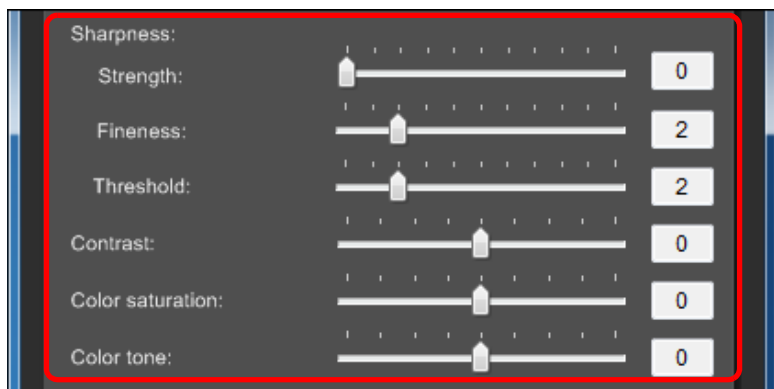 Sharpness:
Strength: 0
Fineness: 2
Threshold: 2
Contrast: 0
Color saturation: 0
Color tone: 0